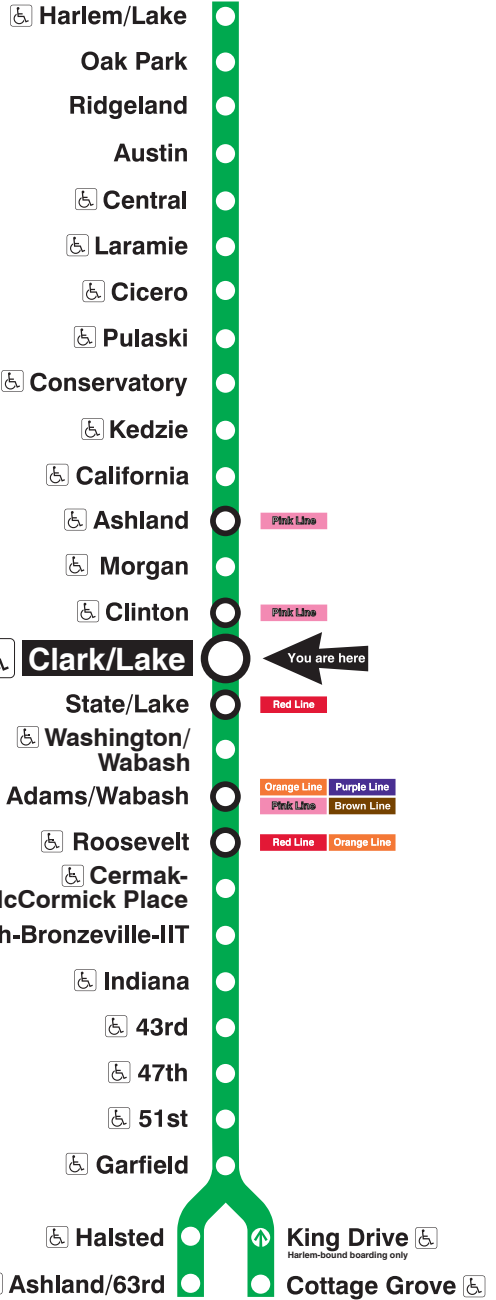 Harlem/Lake
Oak Park
Ridgeland
Austin
Central
Laramie
Cicero
Pulaski
Conservatory
Kedzie
California
Ashland Pink Line
Morgan
Clinton Pink Line
Clark/Lake You are here
State/Lake Red Line
Washington/
Wabash
Adams/Wabash Orange Line Purple Line
Pink Line Brown Line
Roosevelt Red Line Orange Line
Cermak-
cCormick Place
h-Bronzeville-IIT
Indiana
43rd
47th
51st
Garfield
Halsted King Drive
Harlem-bound boarding only
Ashland/63rd Cottage Grove